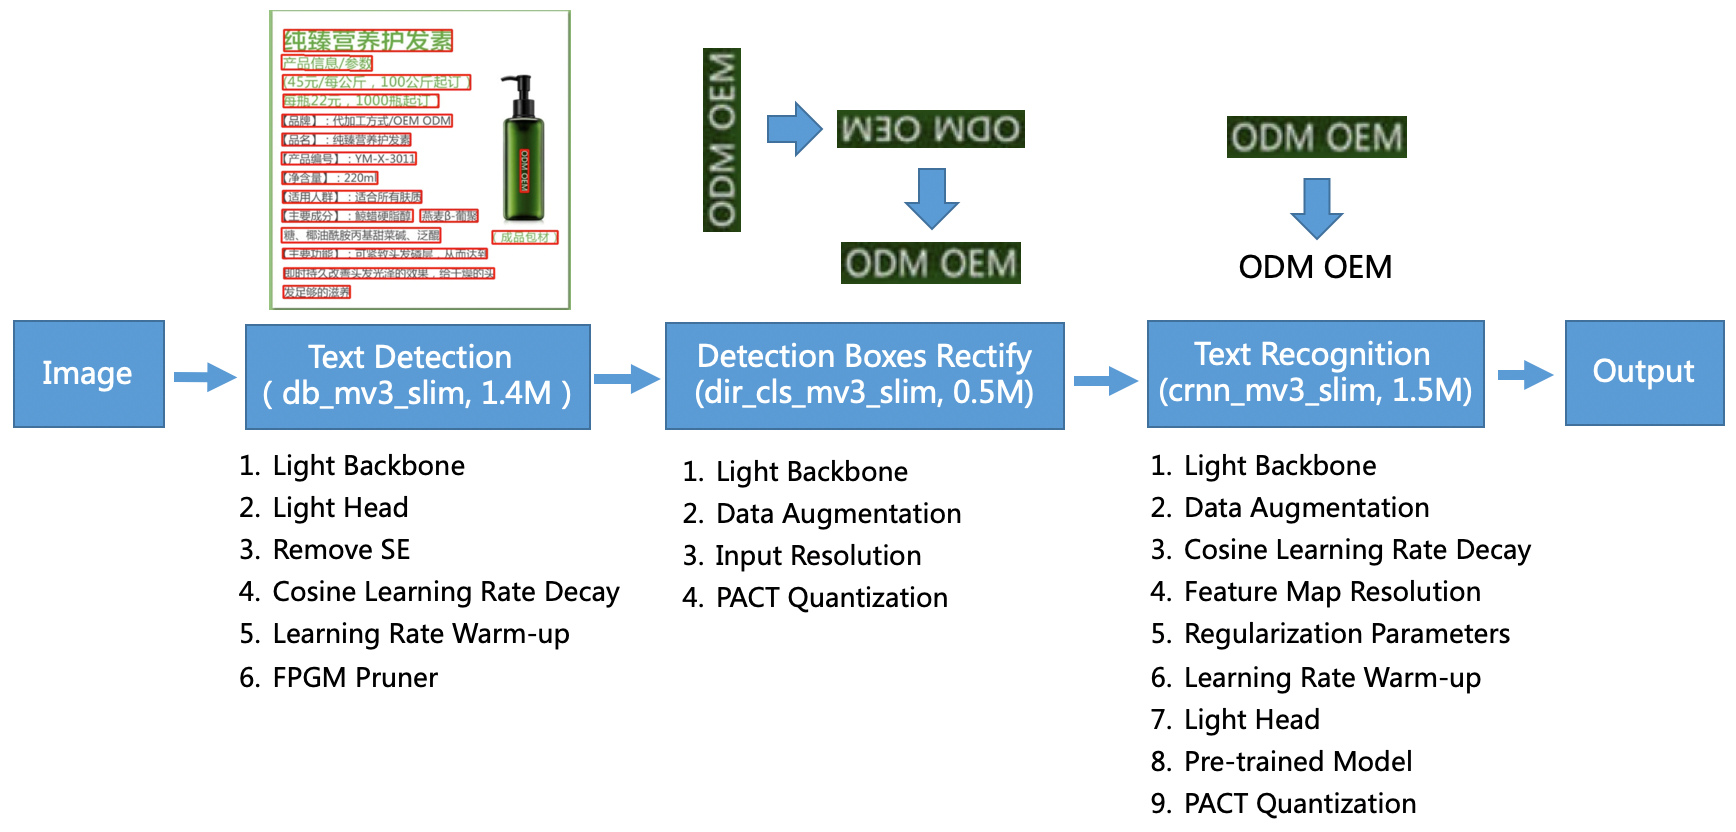 纯臻营养护发素
产品信息/参数
(45元/每公斤，100公斤起订)
每瓶22元，1000瓶起订)
【品牌】：代加工方式/OEM ODM
【品名】：纯臻营养护发素
【产品编号】：YM-X-3011
【净含量】：220ml
【适用人群】：适合所有肤质
【主要成分】：鲸蜡硬脂醇 燕麦β-葡聚
糖、椰油酰胺丙基甜菜碱、泛醌
(成品包材)
【主要功能】：可紧致头发磷层，从而达到
即时持久改善头发光泽的效果，给干燥的头
发足够的滋养
ODM OEM
ODM OEM
ODM OEM
ODM OEM
ODM OEM
ODM OEM
Image
Text Detection
( db_mv3_slim, 1.4M )
Detection Boxes Rectify
(dir_cls_mv3_slim, 0.5M)
Text Recognition
(crnn_mv3_slim, 1.5M)
Output
1. Light Backbone
2. Light Head
3. Remove SE
4. Cosine Learning Rate Decay
5. Learning Rate Warm-up
6. FPGM Pruner
1. Light Backbone
2. Data Augmentation
3. Input Resolution
4. PACT Quantization
1. Light Backbone
2. Data Augmentation
3. Cosine Learning Rate Decay
4. Feature Map Resolution
5. Regularization Parameters
6. Learning Rate Warm-up
7. Light Head
8. Pre-trained Model
9. PACT Quantization